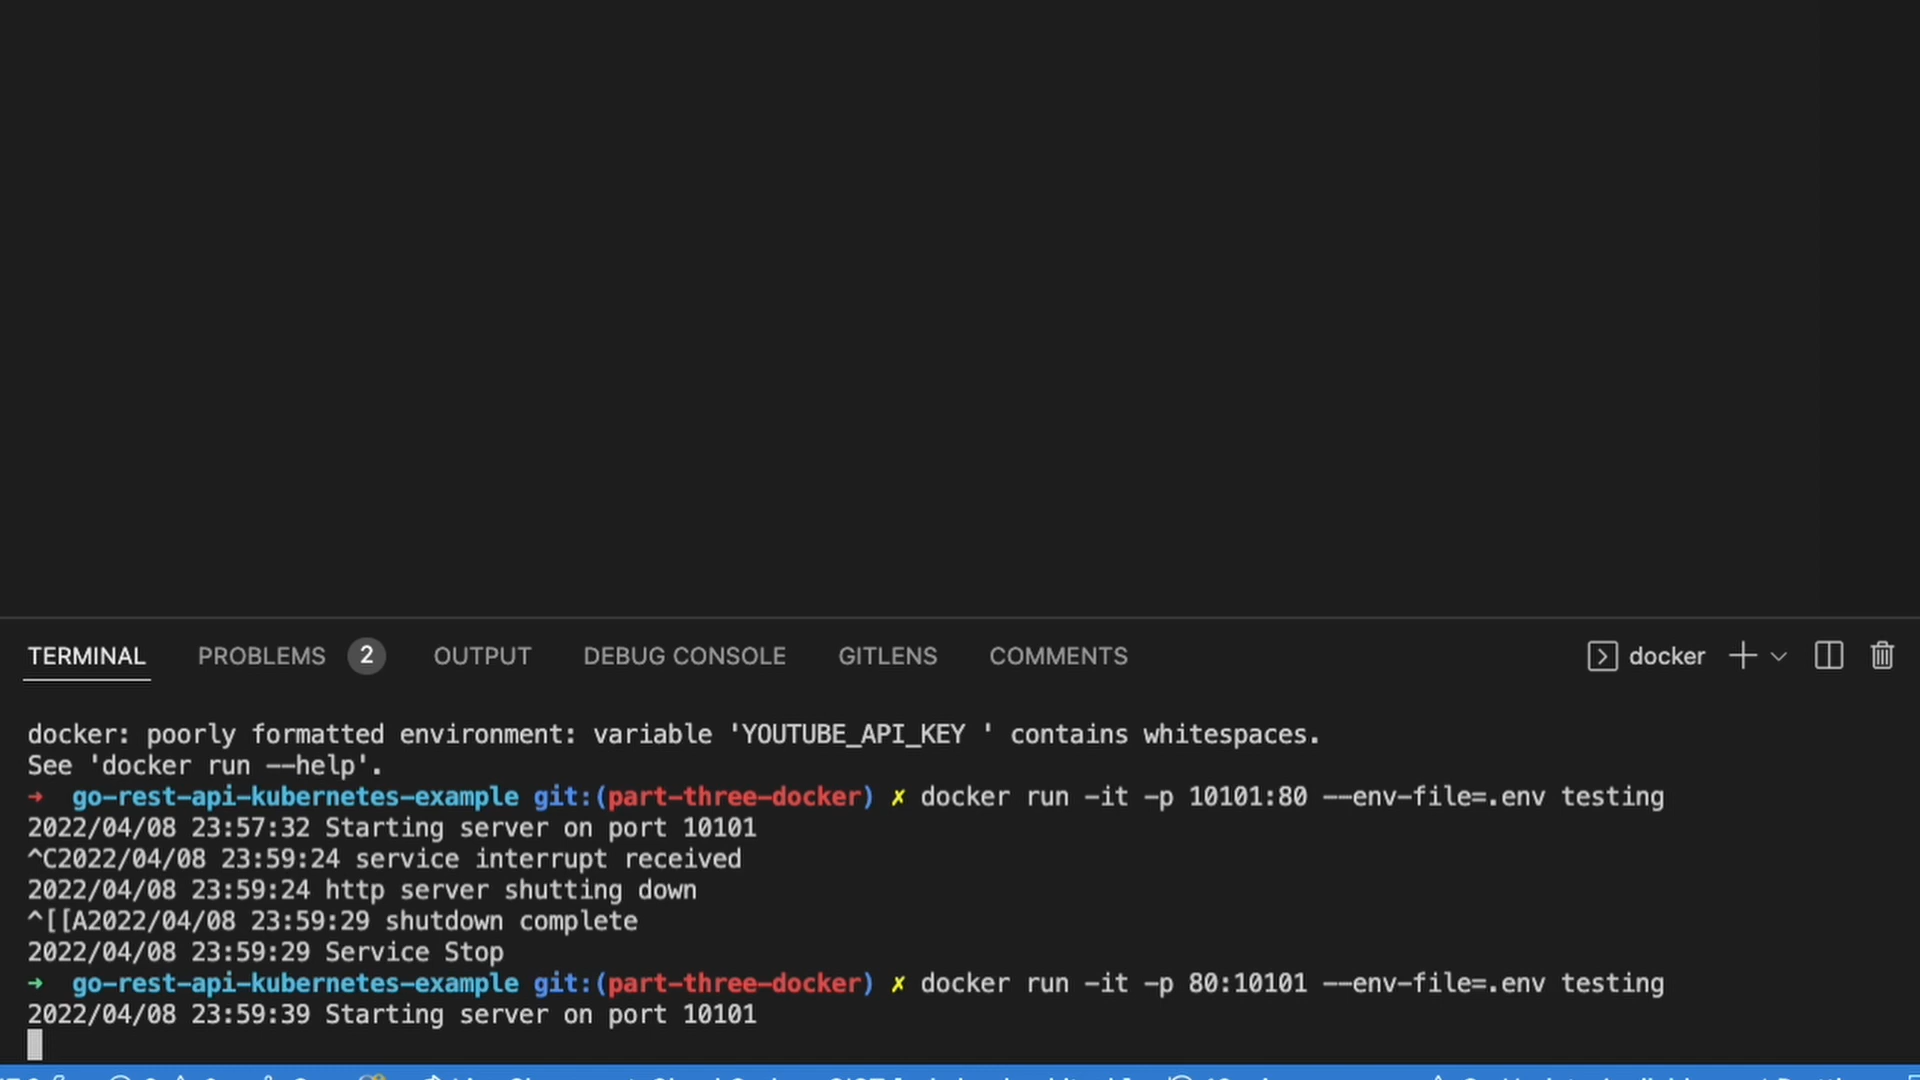 TERMINAL PROBLEMS 2 OUTPUT DEBUG CONSOLE GITLENS COMMENTS docker
docker: poorly formatted environment: variable 'YOUTUBE_API_KEY ' contains whitespaces.
See 'docker run --help'.
➜ go-rest-api-kubernetes-example git:(part-three-docker) ✗ docker run -it -p 10101:80 --env-file=.env testing
2022/04/08 23:57:32 Starting server on port 10101
^C2022/04/08 23:59:24 service interrupt received
2022/04/08 23:59:24 http server shutting down
^[[A2022/04/08 23:59:29 shutdown complete
2022/04/08 23:59:29 Service Stop
➜ go-rest-api-kubernetes-example git:(part-three-docker) ✗ docker run -it -p 80:10101 --env-file=.env testing
2022/04/08 23:59:39 Starting server on port 10101